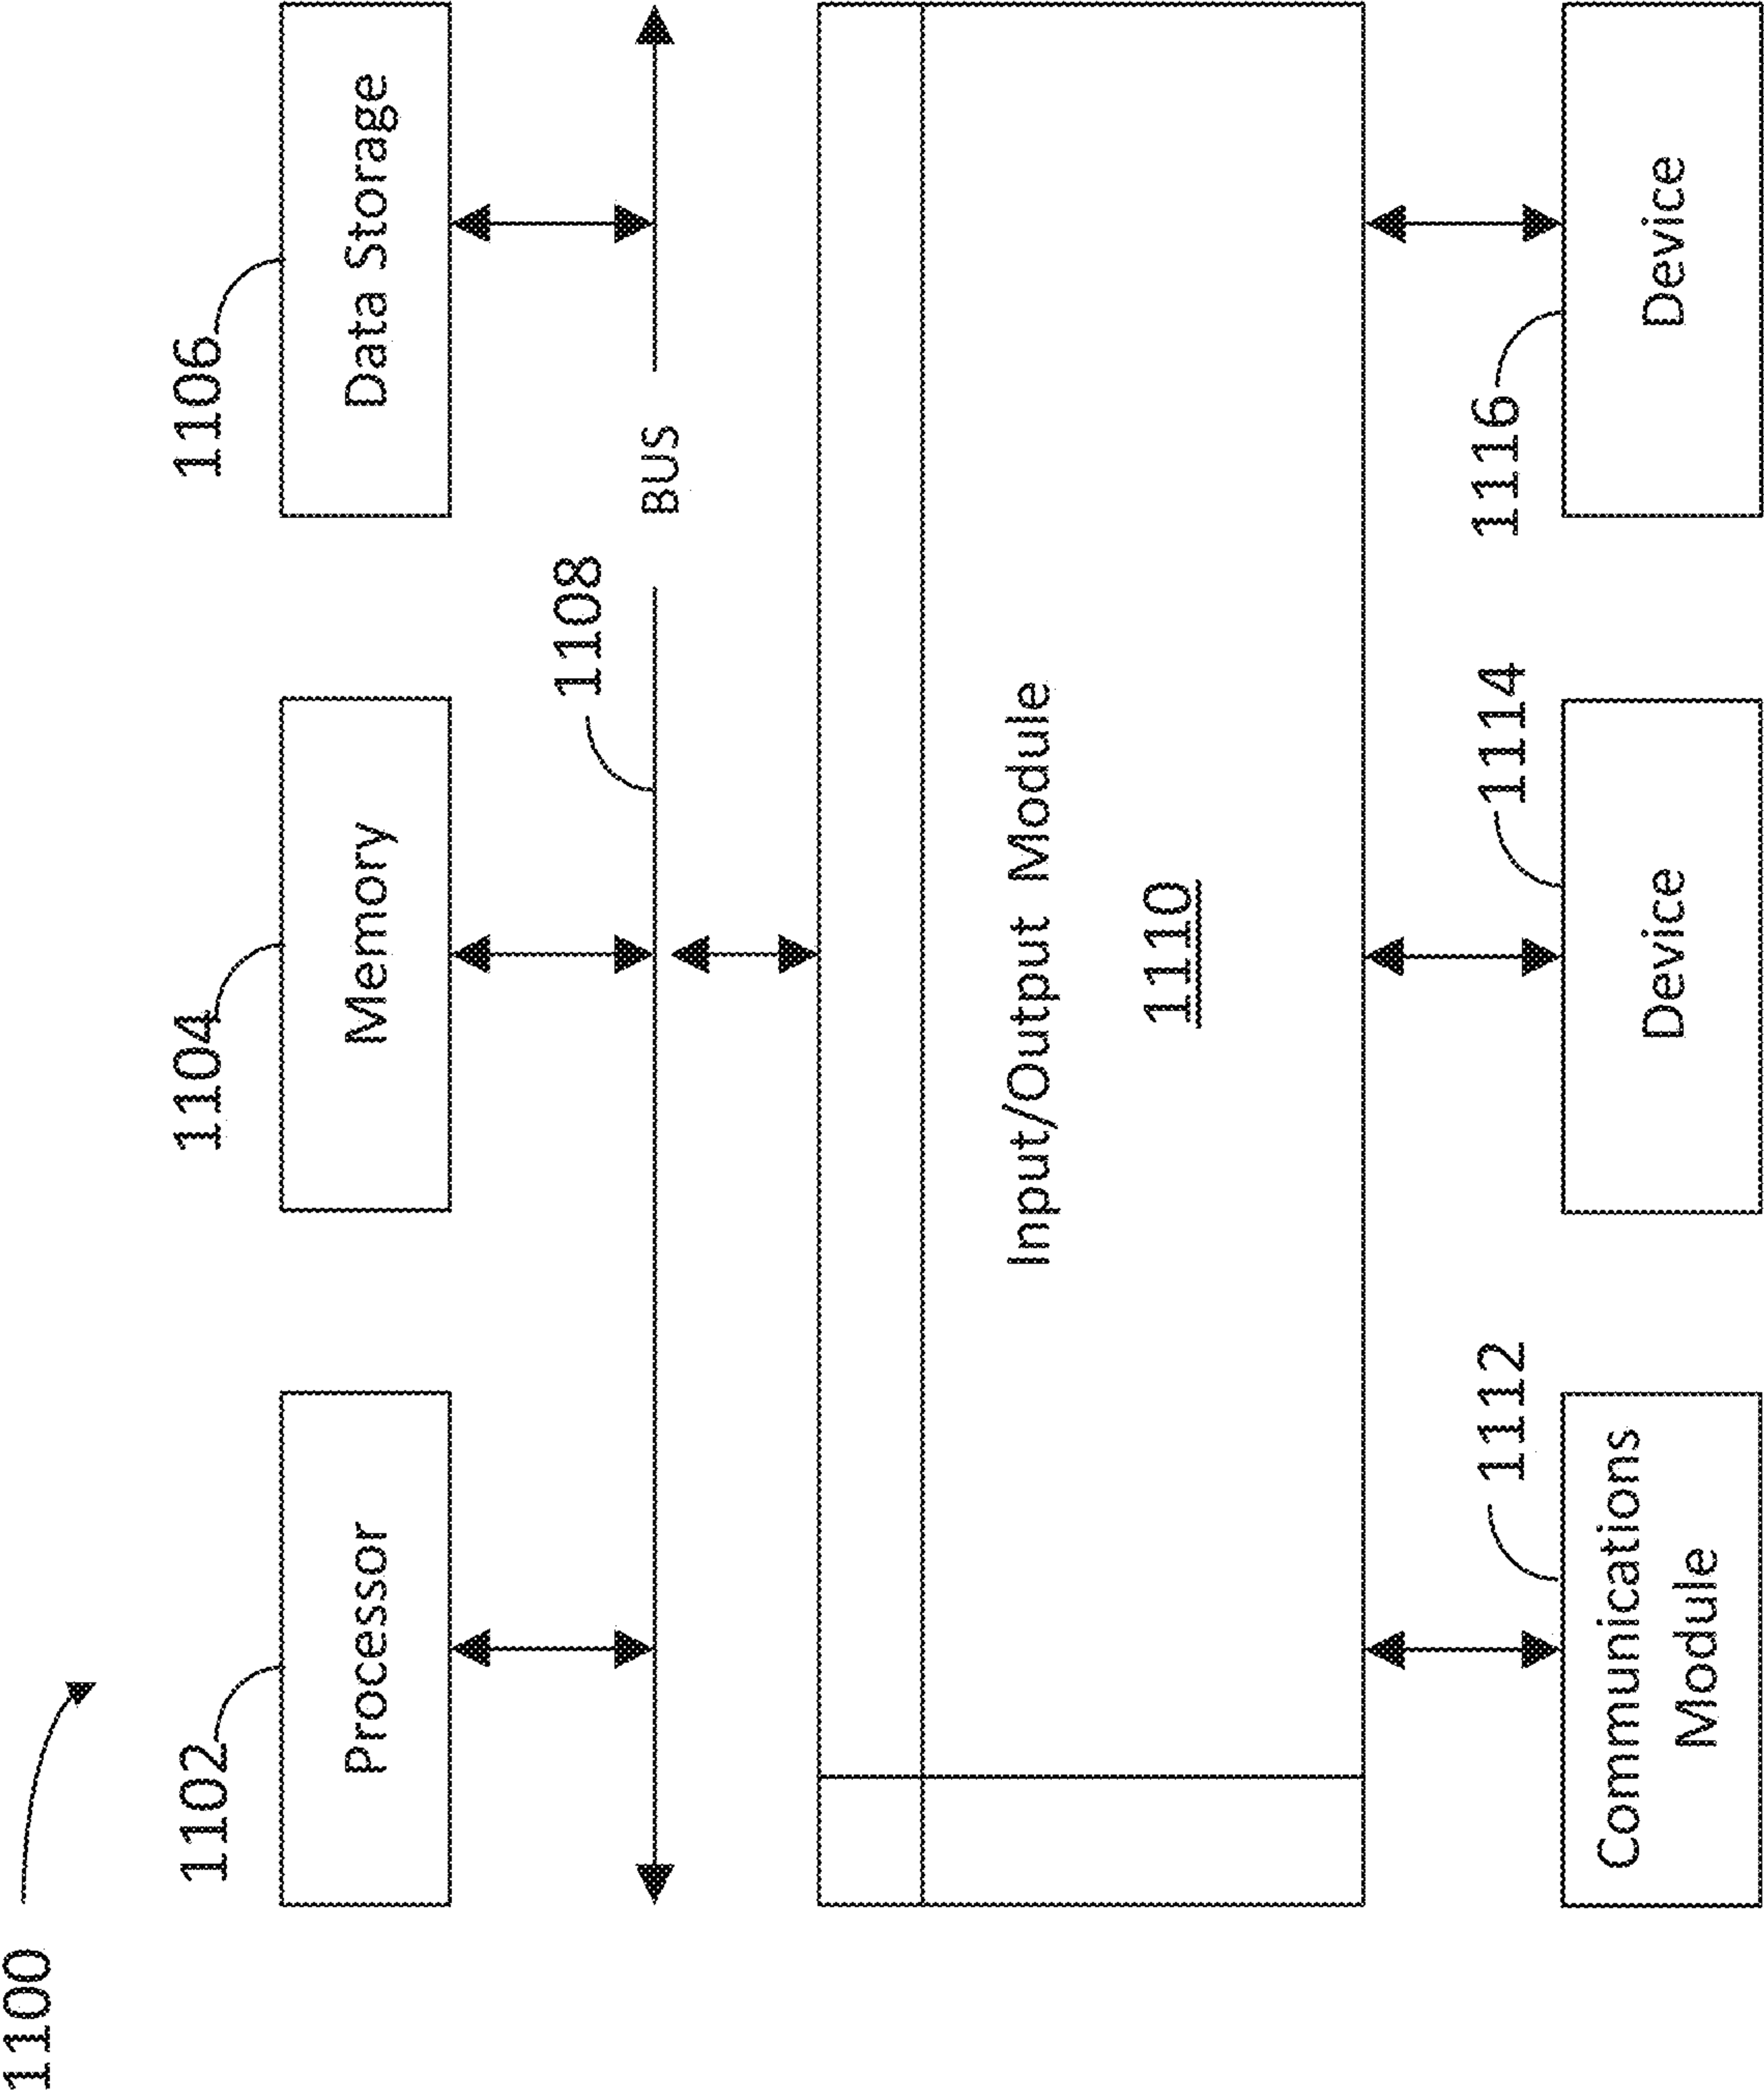 1100
1102
Processor
1104
Memory
1106
Data Storage
1108
BUS
Input/Output Module
1110
1112
Communications
Module
1114
Device
1116
Device